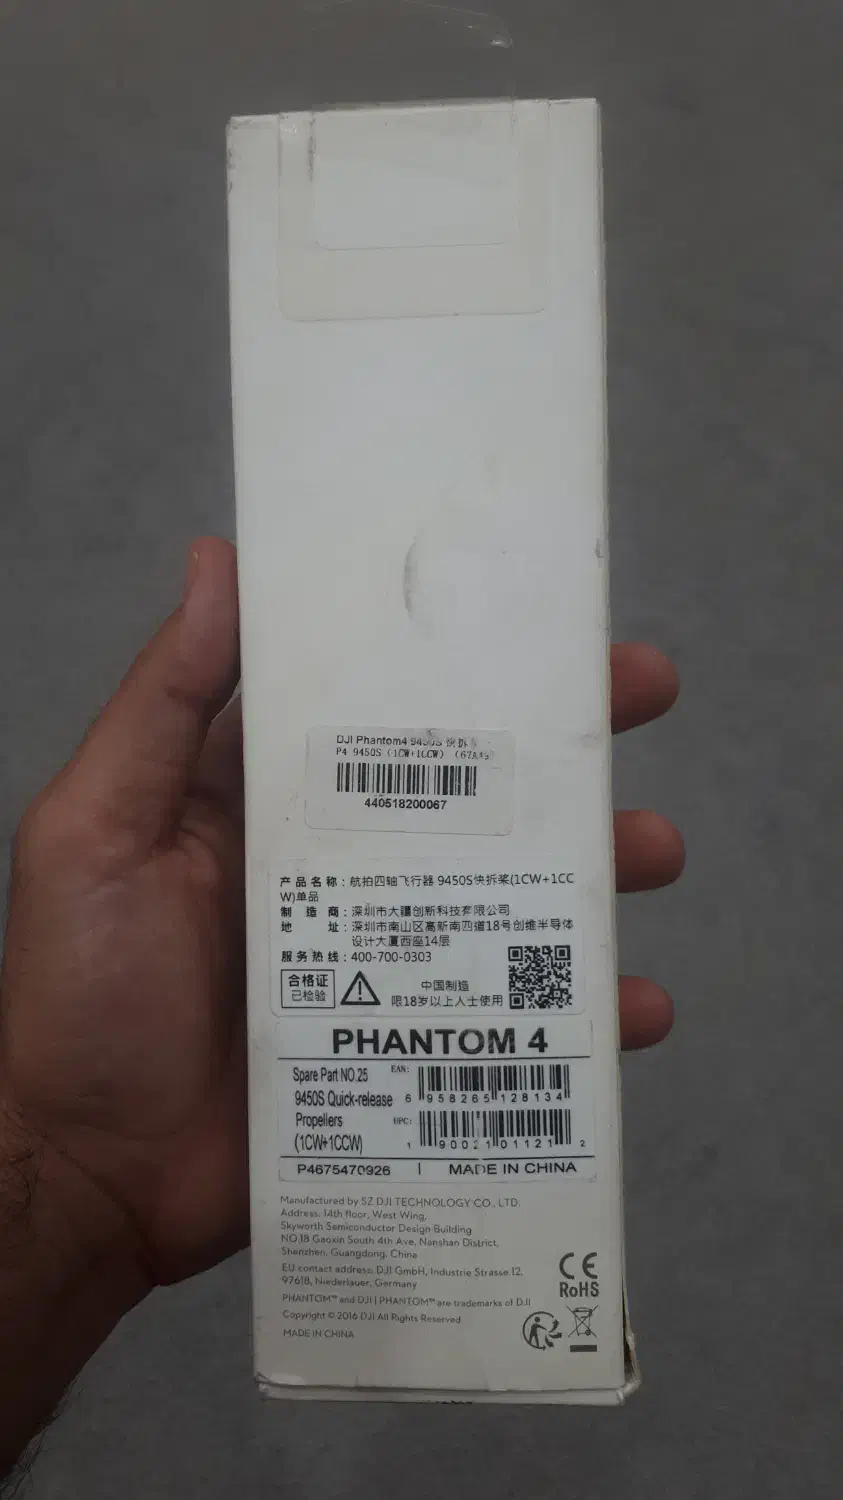 DJI Phantom4 9450S 快拆
P4 9450S (1CW+1CCW)
440518200067
产品名称：航拍四轴飞行器 9450S快拆桨(1CW+1CC
W)单品
制造商：深圳市大疆创新科技有限公司
地址：深圳市南山区高新南四道18号创维半导体
设计大厦西座14层
服务热线：400-700-0303
合格证
已检验
中国制造
限18岁以上人士使用
PHANTOM 4
Spare Part NO.25
9450S Quick-release
Propellers
(1CW+1CCW)
EAN:
6 958265 128134
UPC:
1 90021 01121 2
P4675470926 | MADE IN CHINA
Manufactured by SZ DJI TECHNOLOGY CO., LTD.
Address: 14th floor, West Wing,
Skyworth Semiconductor Design Building
NO.18 Gaoxin South 4th Ave, Nanshan District,
Shenzhen, Guangdong, China
EU contact address: DJI GmbH, Industrie Strasse 12,
97618, Niederlauer, Germany
PHANTOM™ and DJI | PHANTOM™ are trademarks of DJI
Copyright © 2016 DJI All Rights Reserved
MADE IN CHINA
CE
RoHS